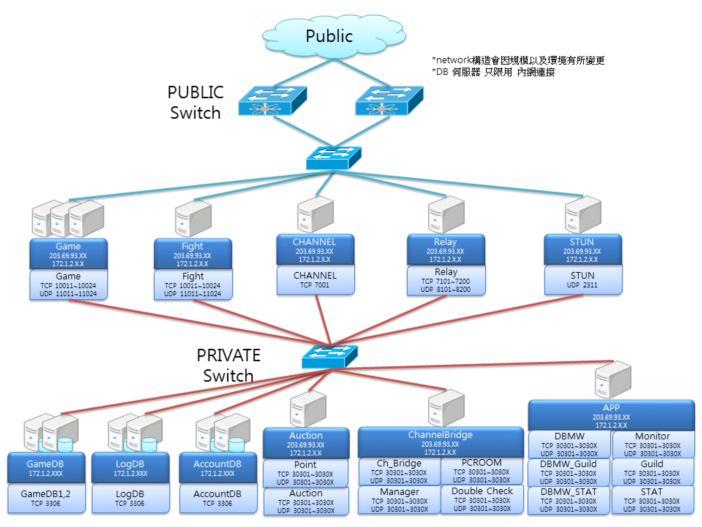 Public
*network構造會因規模以及環境有所變更
*DB 伺服器 只限用 內網連接
PUBLIC
Switch
Game
203.69.93.XX
172.1.2.X.X
Game
TCP 10011~10024
UDP 11011~11024
Fight
203.69.93.XX
172.1.2.X.X
Fight
TCP 10011~10024
UDP 11011~11024
CHANNEL
203.69.93.XX
172.1.2.X.X
CHANNEL
TCP 7001
Relay
203.69.93.XX
172.1.2.X.X
Relay
TCP 7101~7200
UDP 8101~8200
STUN
203.69.93.XX
172.1.2.X.X
STUN
UDP 2311
PRIVATE
Switch
GameDB
172.1.2.XXX
GameDB1,2
TCP 3306
LogDB
172.1.2.XXX
LogDB
TCP 3306
AccountDB
172.1.2.XXX
AccountDB
TCP 3306
Auction
203.69.93.XX
172.1.2.X.X
Point
TCP 30301~3030X
UDP 30301~3030X
Auction
TCP 30301~3030X
UDP 30301~3030X
ChannelBridge
203.69.93.XX
172.1.2.X.X
Ch_Bridge
TCP 30301~3030X
UDP 30301~3030X
PCROOM
TCP 30301~3030X
UDP 30301~3030X
Manager
TCP 30301~3030X
UDP 30301~3030X
Double Check
TCP 30301~3030X
UDP 30301~3030X
APP
203.69.93.XX
172.1.2.X.X
DBMW
TCP 30301~3030X
UDP 30301~3030X
Monitor
TCP 30301~3030X
UDP 30301~3030X
DBMW_Guild
TCP 30301~3030X
UDP 30301~3030X
Guild
TCP 30301~3030X
UDP 30301~3030X
DBMW_STAT
TCP 30301~3030X
UDP 30301~3030X
STAT
TCP 30301~3030X
UDP 30301~3030X